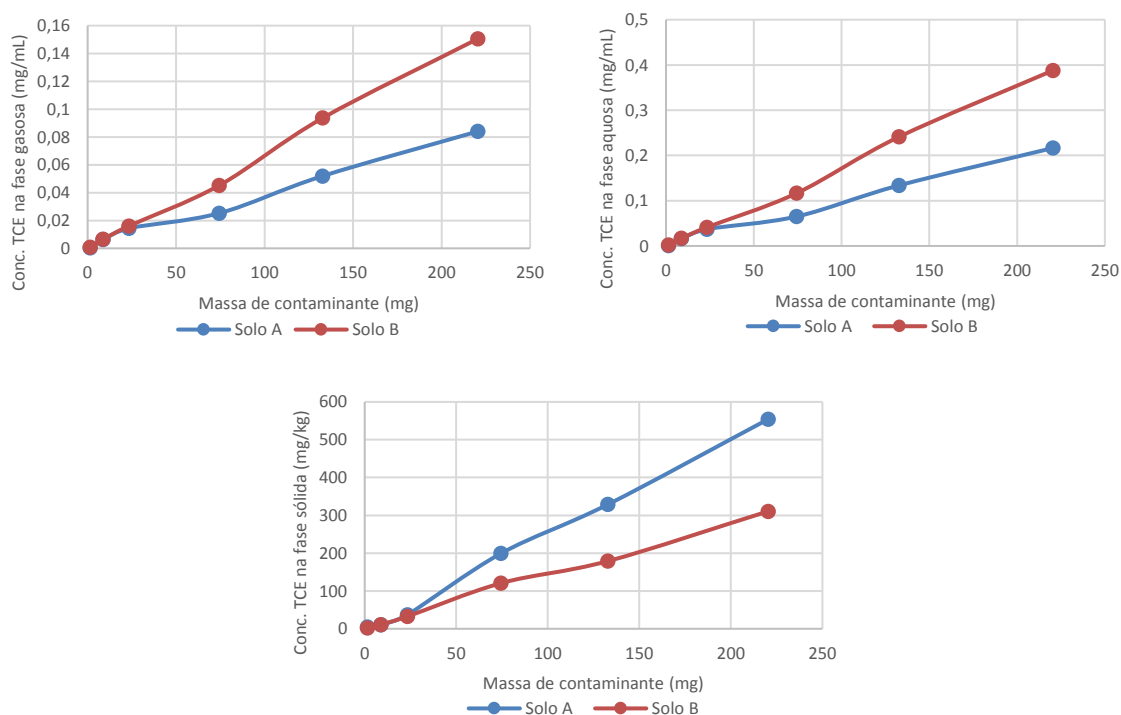 Conc. TCE na fase gasosa (mg/mL)
0,16
0,14
0,12
0,1
0,08
0,06
0,04
0,02
0
0 50 100 150 200 250
Massa de contaminante (mg)
Solo A Solo B
Conc. TCE na fase aquosa (mg/mL)
0,5
0,4
0,3
0,2
0,1
0
0 50 100 150 200 250
Massa de contaminante (mg)
Solo A Solo B
Conc. TCE na fase sólida (mg/kg)
600
500
400
300
200
100
0
0 50 100 150 200 250
Massa de contaminante (mg)
Solo A Solo B